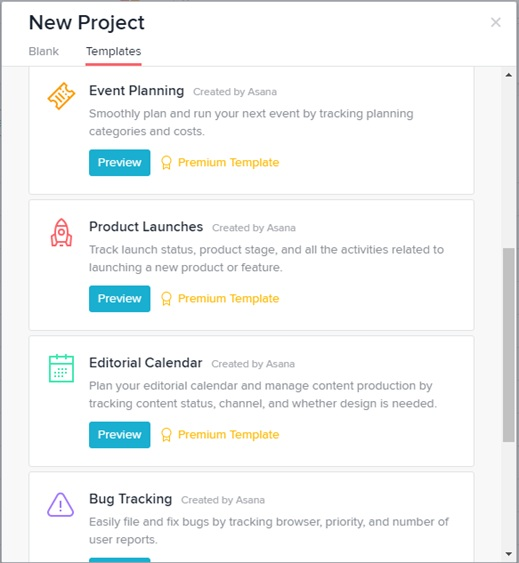 New Project
Blank Templates
Event Planning Created by Asana
Smoothly plan and run your next event by tracking planning
categories and costs.
Preview Premium Template
Product Launches Created by Asana
Track launch status, product stage, and all the activities related to
launching a new product or feature.
Preview Premium Template
Editorial Calendar Created by Asana
Plan your editorial calendar and manage content production by
tracking content status, channel, and whether design is needed.
Preview Premium Template
Bug Tracking Created by Asana
Easily file and fix bugs by tracking browser, priority, and number of
user reports.